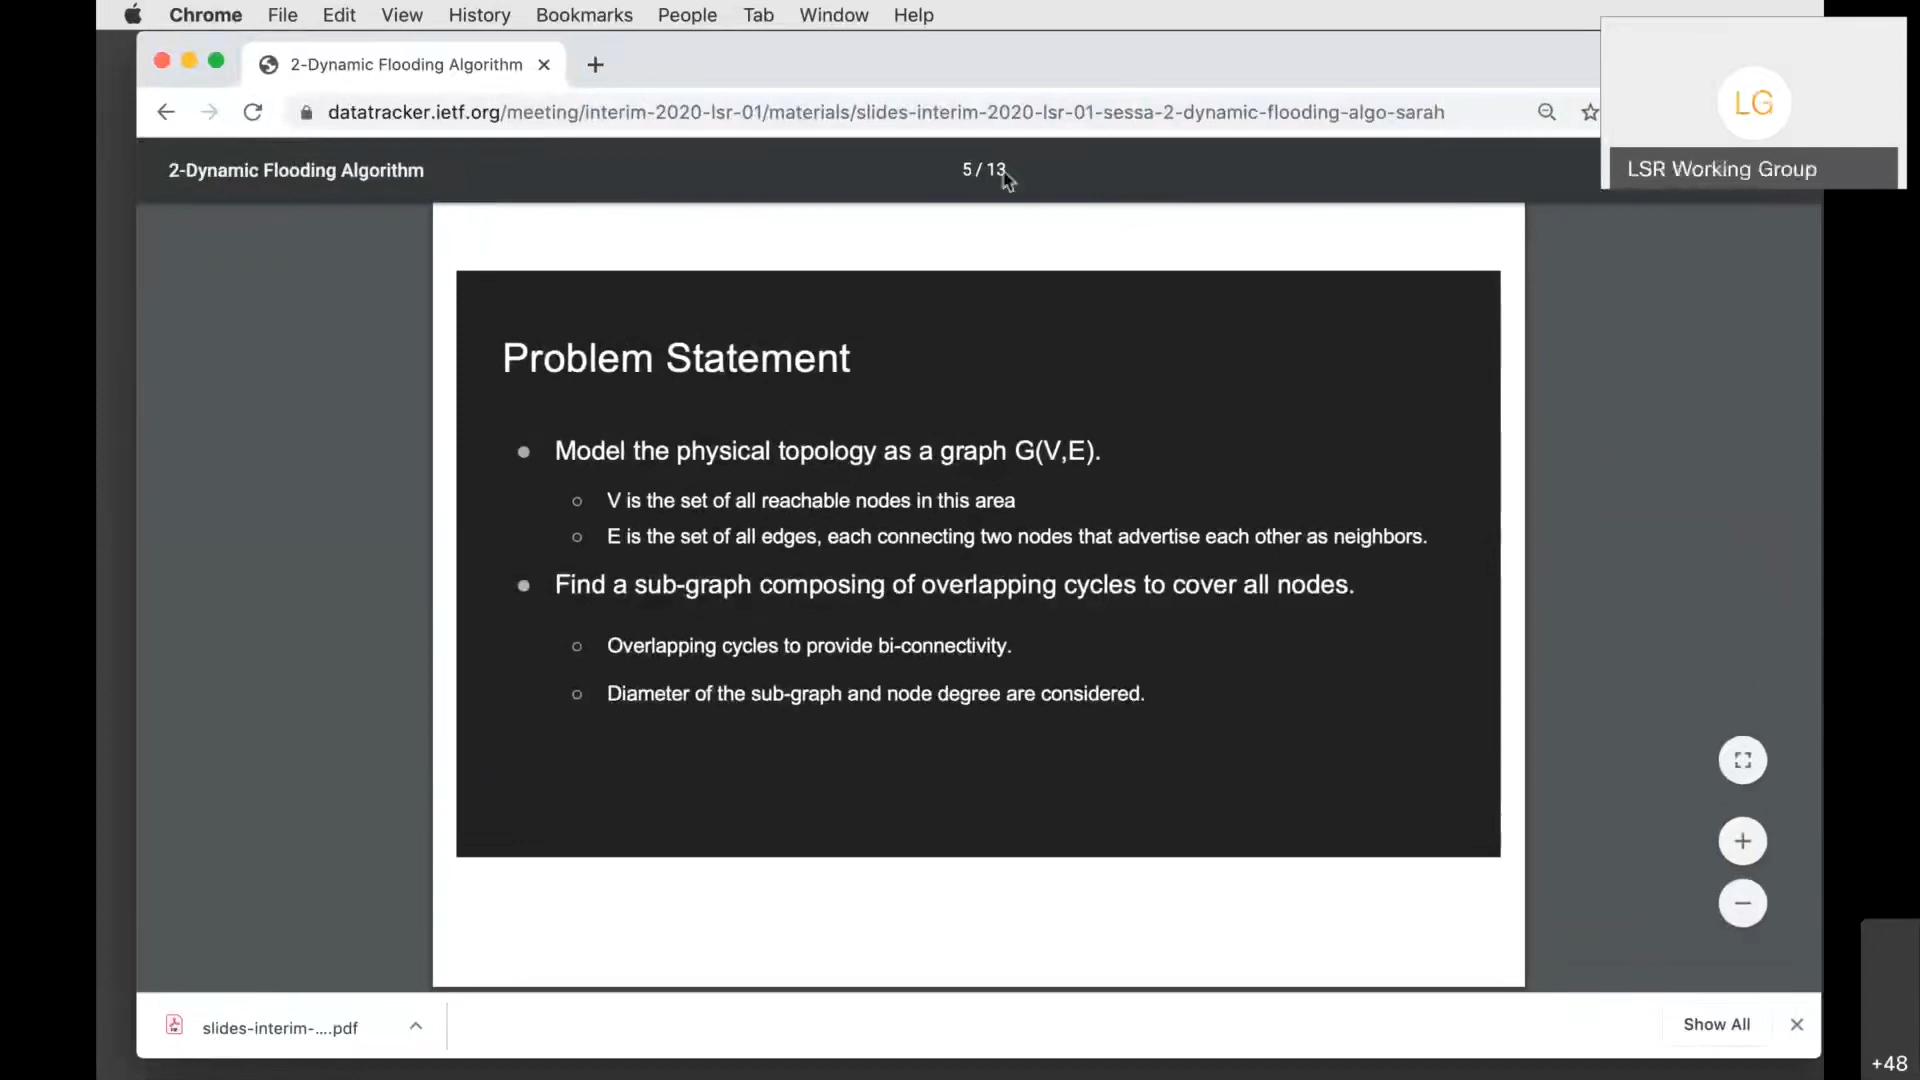 Chrome File Edit View History Bookmarks People Tab Window Help
2-Dynamic Flooding Algorithm
datatracker.ietf.org/meeting/interim-2020-lsr-01/materials/slides-interim-2020-lsr-01-sessa-2-dynamic-flooding-algo-sarah
LG
LSR Working Group
2-Dynamic Flooding Algorithm
5 / 13
Problem Statement
Model the physical topology as a graph G(V,E).
V is the set of all reachable nodes in this area
E is the set of all edges, each connecting two nodes that advertise each other as neighbors.
Find a sub-graph composing of overlapping cycles to cover all nodes.
Overlapping cycles to provide bi-connectivity.
Diameter of the sub-graph and node degree are considered.
slides-interim-....pdf
Show All
+48